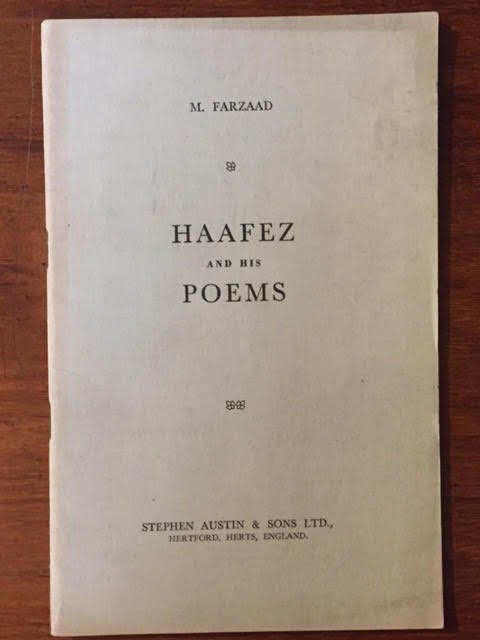 M. FARZAAD
HAAFEZ
AND HIS
POEMS
STEPHEN AUSTIN & SONS LTD.,
HERTFORD, HERTS, ENGLAND.